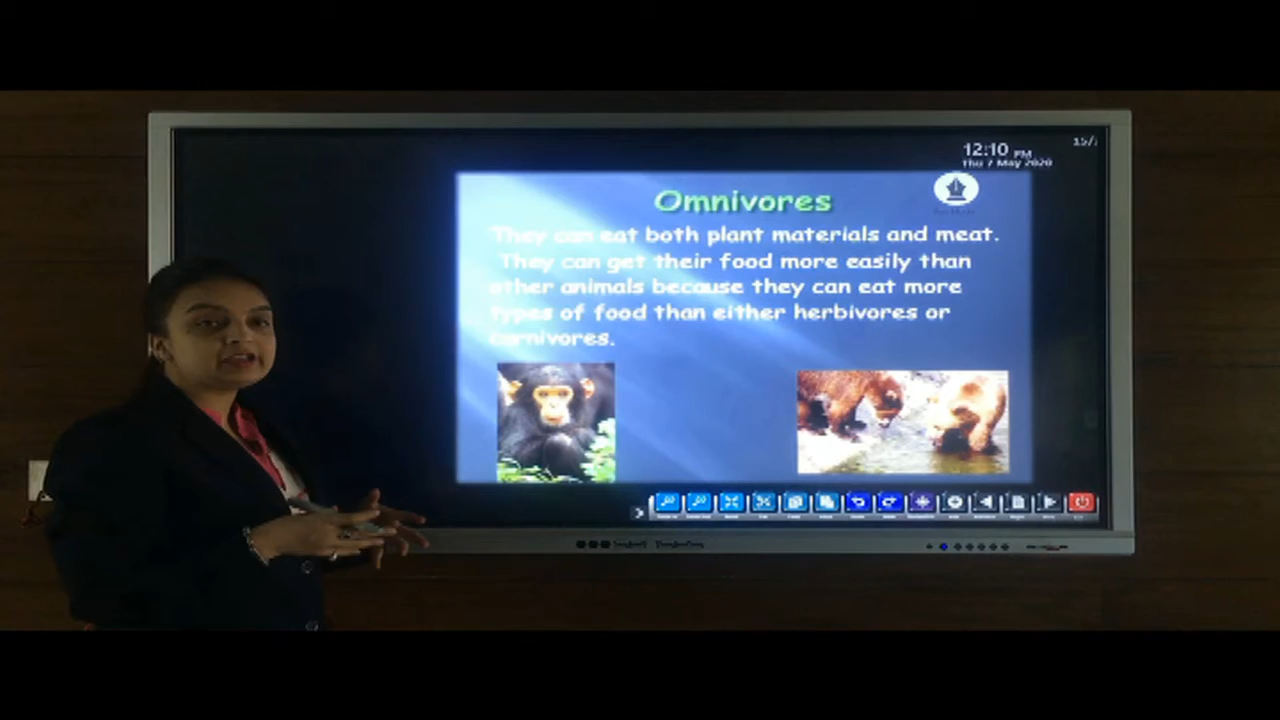 12:10 PM
15/
Thu 7 May 2020
Omnivores
They can eat both plant materials and meat.
They can get their food more easily than
other animals because they can eat more
types of food than either herbivores or
carnivores.